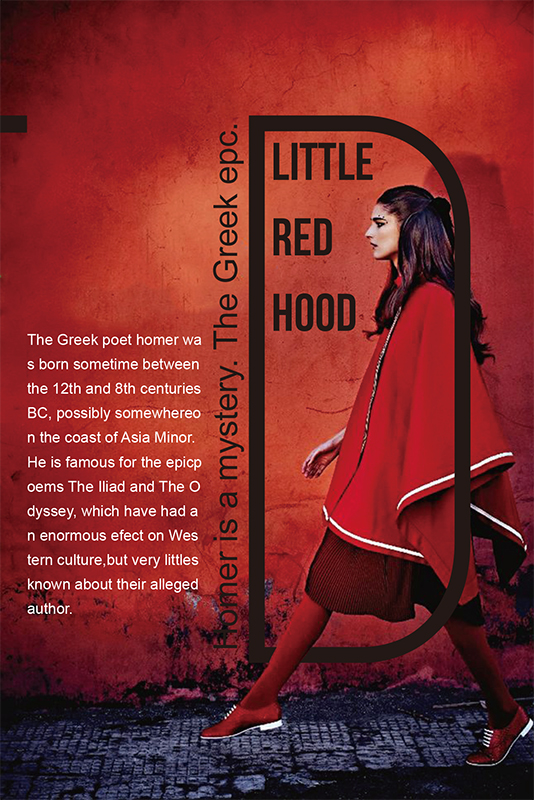 LITTLE
RED
HOOD
Homer is a mystery. The Greek epc.
The Greek poet homer wa
s born sometime between
the 12th and 8th centuries
BC, possibly somewhereo
n the coast of Asia Minor.
He is famous for the epicp
oems The Iliad and The O
dyssey, which have had a
n enormous efect on Wes
tern culture,but very littles
known about their alleged
author.